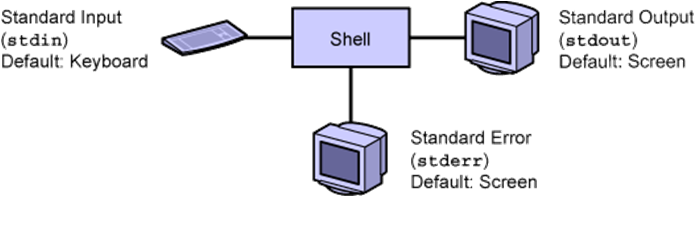 Standard Input
(stdin)
Default: Keyboard
Shell
Standard Output
(stdout)
Default: Screen
Standard Error
(stderr)
Default: Screen